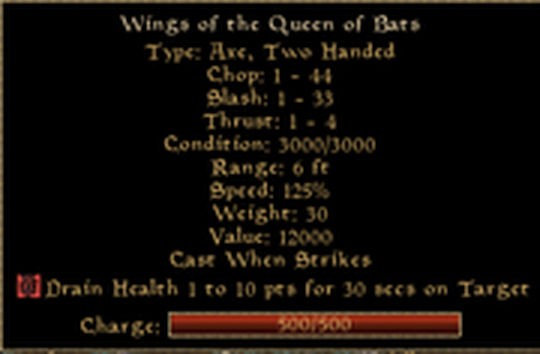 Wings of the Queen of Bats
Type: Axe, Two Handed
Chop: 1 - 44
Slash: 1 - 33
Thrust: 1 - 4
Condition: 3000/3000
Range: 6 ft
Speed: 125%
Weight: 30
Value: 12000
Cast When Strikes
Drain Health 1 to 10 pts for 30 secs on Target
Charge: 500/500